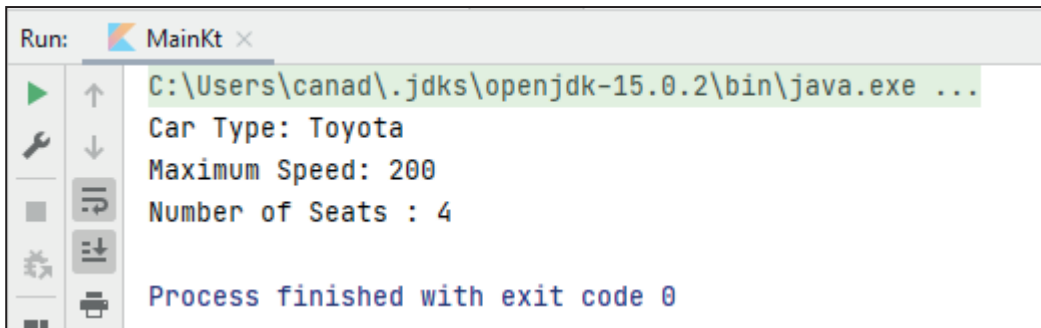 Run: MainKt
C:\Users\canad\.jdks\openjdk-15.0.2\bin\java.exe ...
Car Type: Toyota
Maximum Speed: 200
Number of Seats : 4
Process finished with exit code 0